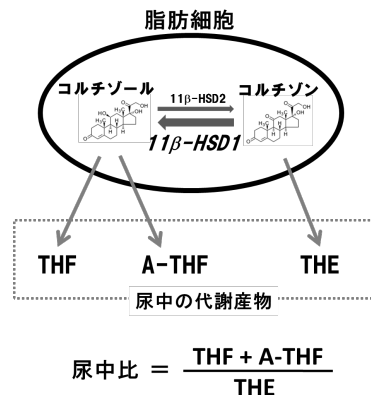 脂肪細胞
コルチゾール 11β-HSD2 コルチゾン
11β-HSD1
THF A-THF THE
尿中の代謝産物
尿中比 = THF + A-THF
THE